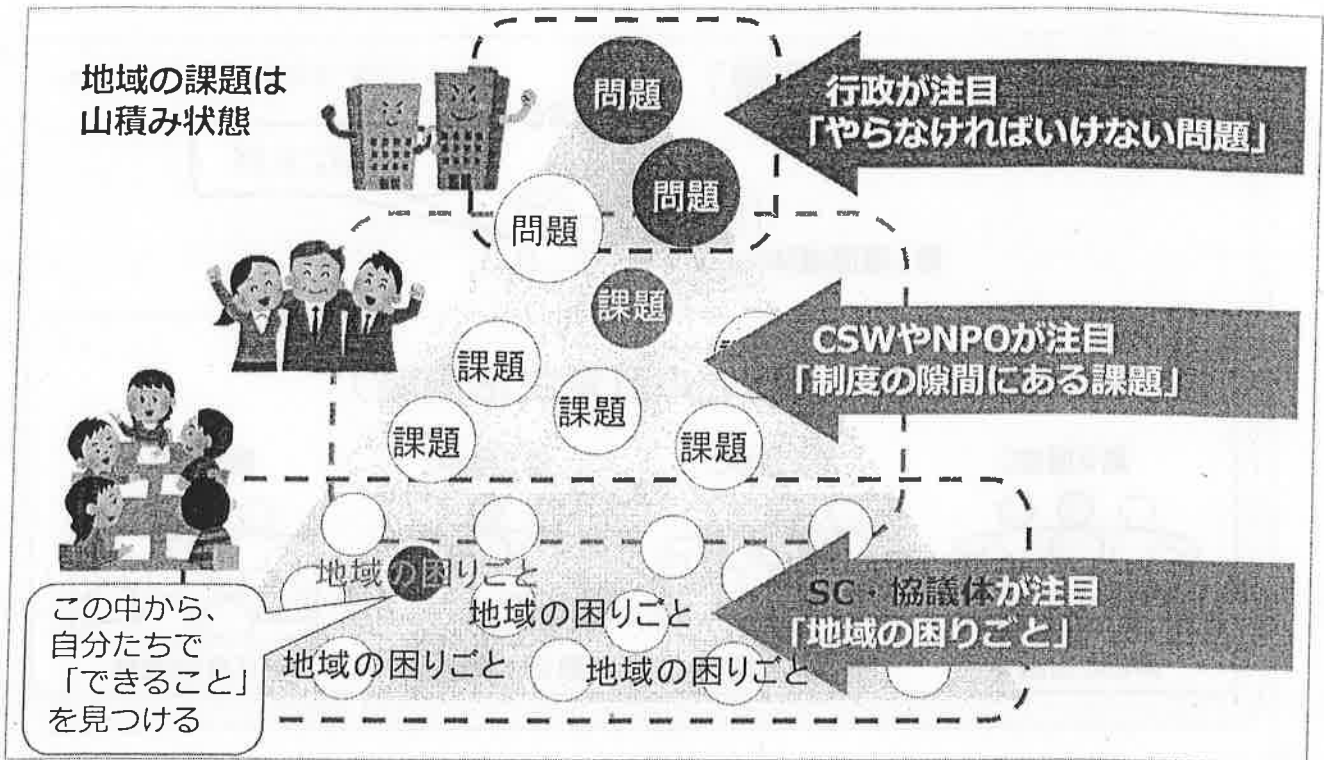 地域の課題は
山積み状態
問題
問題
問題
行政が注目
「やらなければいけない問題」
課題
課題
課題
課題
課題
CSWやNPOが注目
「制度の隙間にある課題」
地域の困りごと
地域の困りごと
地域の困りごと
地域の困りごと
SC・協議体が注目
「地域の困りごと」
この中から、
自分たちで
「できること」
を見つける